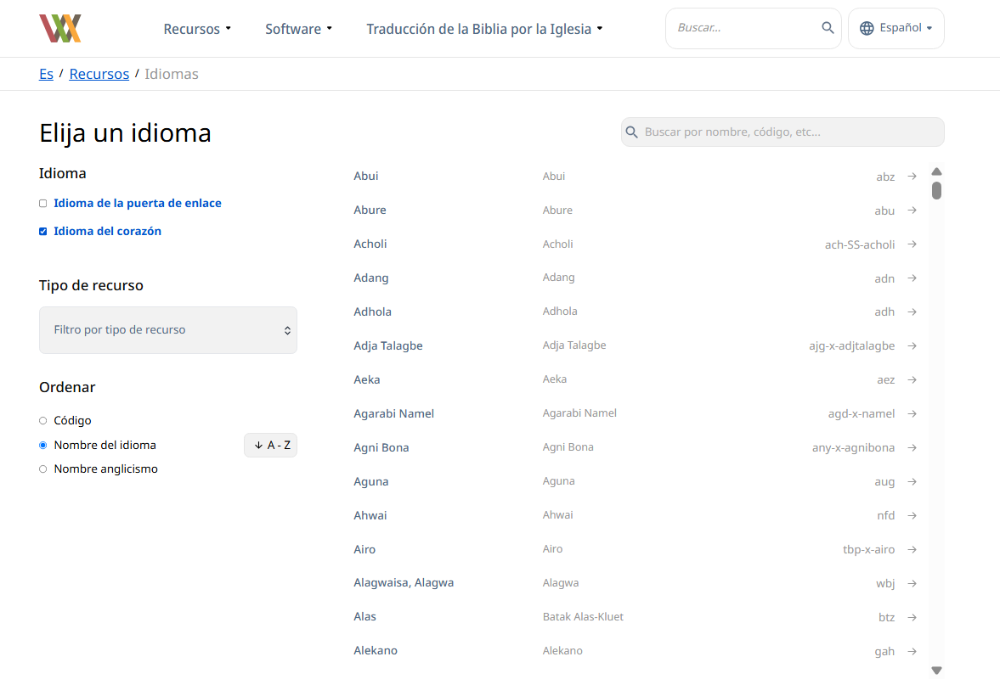 Recursos
Software
Traducción de la Biblia por la Iglesia
Buscar...
Español
Es / Recursos / Idiomas
Elija un idioma
Buscar por nombre, código, etc...
Idioma
Idioma de la puerta de enlace
Idioma del corazón
Tipo de recurso
Filtro por tipo de recurso
Ordenar
Código
Nombre del idioma
A - Z
Nombre anglicismo
Abui Abui abz
Abure Abure abu
Acholi Acholi ach-SS-acholi
Adang Adang adn
Adhola Adhola adh
Adja Talagbe Adja Talagbe ajg-x-adjtalagbe
Aeka Aeka aez
Agarabi Namel Agarabi Namel agd-x-namel
Agni Bona Agni Bona any-x-agnibona
Aguna Aguna aug
Ahwai Ahwai nfd
Airo Airo tbp-x-airo
Alagwaisa, Alagwa Alagwa wbj
Alas Batak Alas-Kluet btz
Alekano Alekano gah